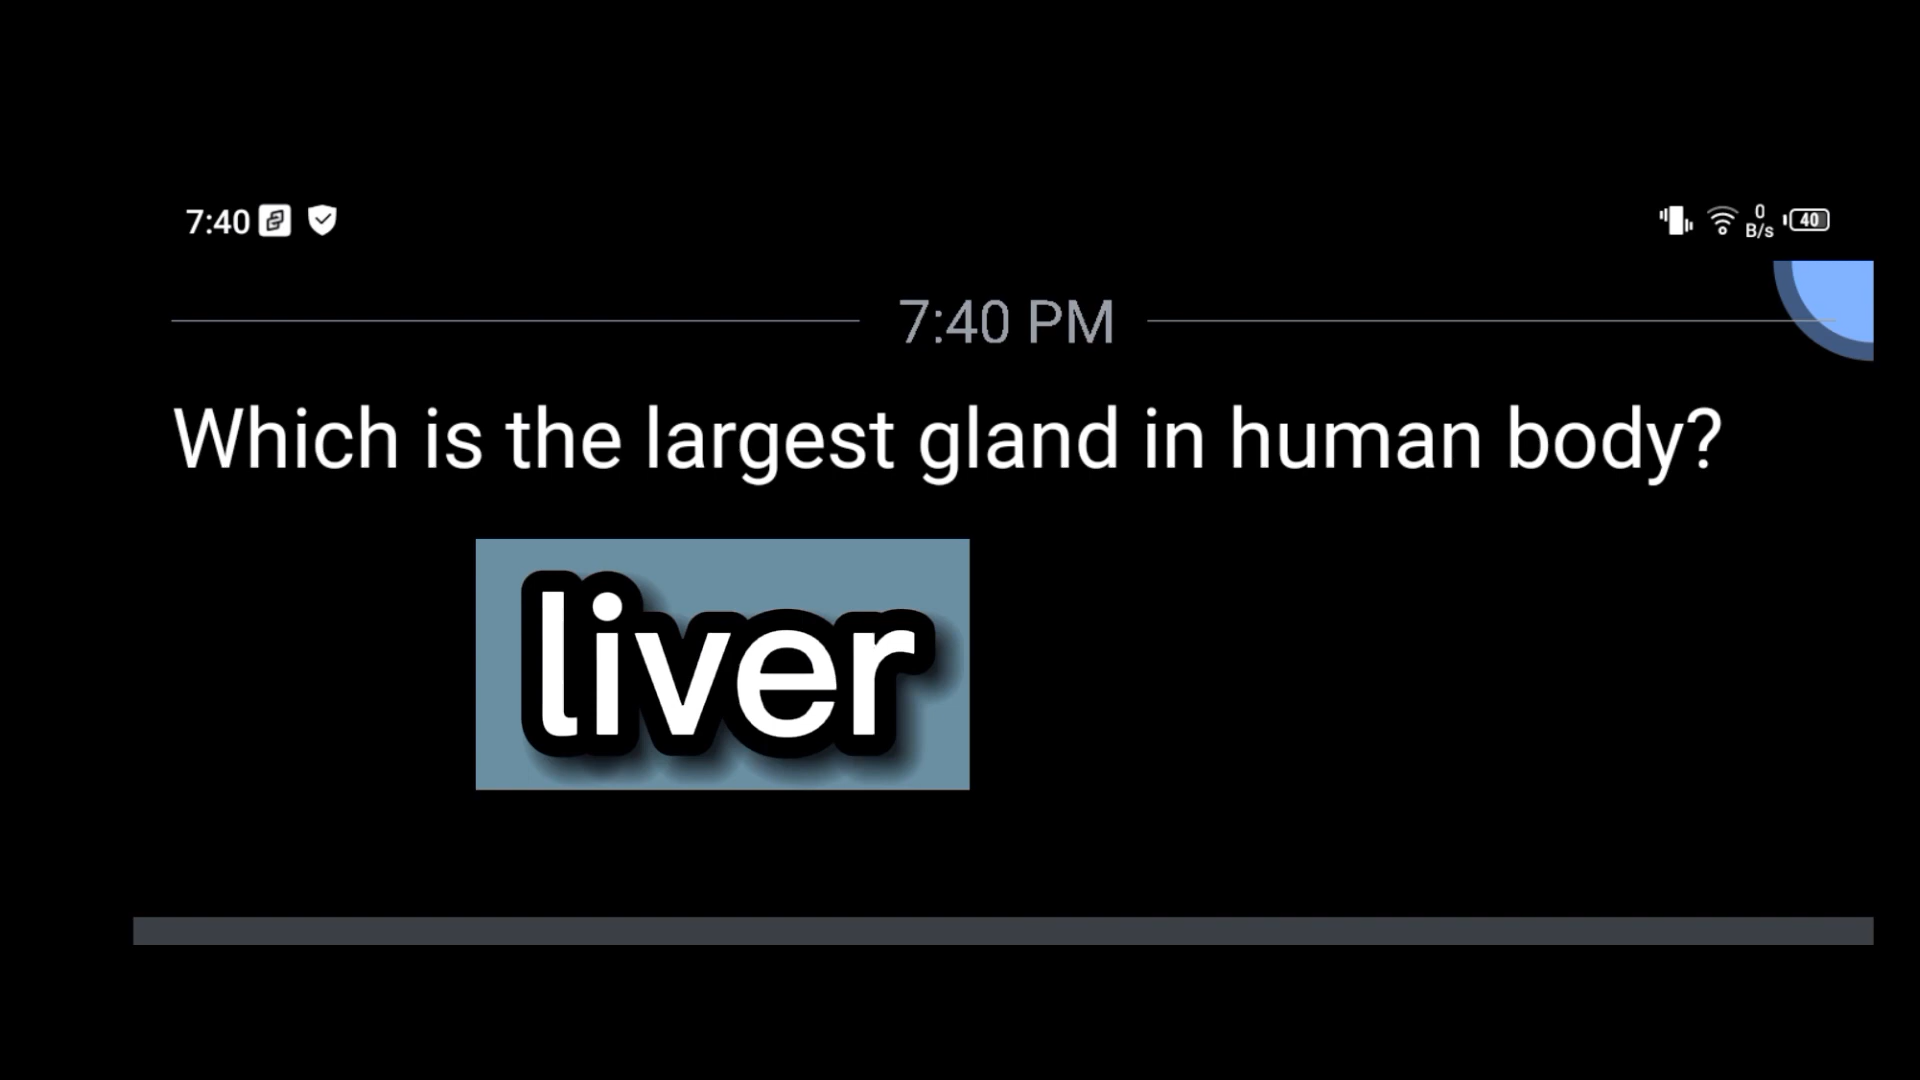 7:40 0 B/s 40
7:40 PM
Which is the largest gland in human body?
liver